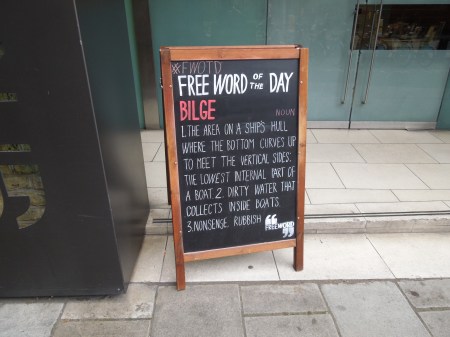 #FWOTD
FREE WORD OF THE DAY
BILGE NOUN
1. THE AREA ON A SHIPS HULL
WHERE THE BOTTOM CURVES UP
TO MEET THE VERTICAL SIDES:
THE LOWEST INTERNAL PART OF
A BOAT 2. DIRTY WATER THAT
COLLECTS INSIDE BOATS.
3. NONSENSE RUBBISH
“FREE WORD”